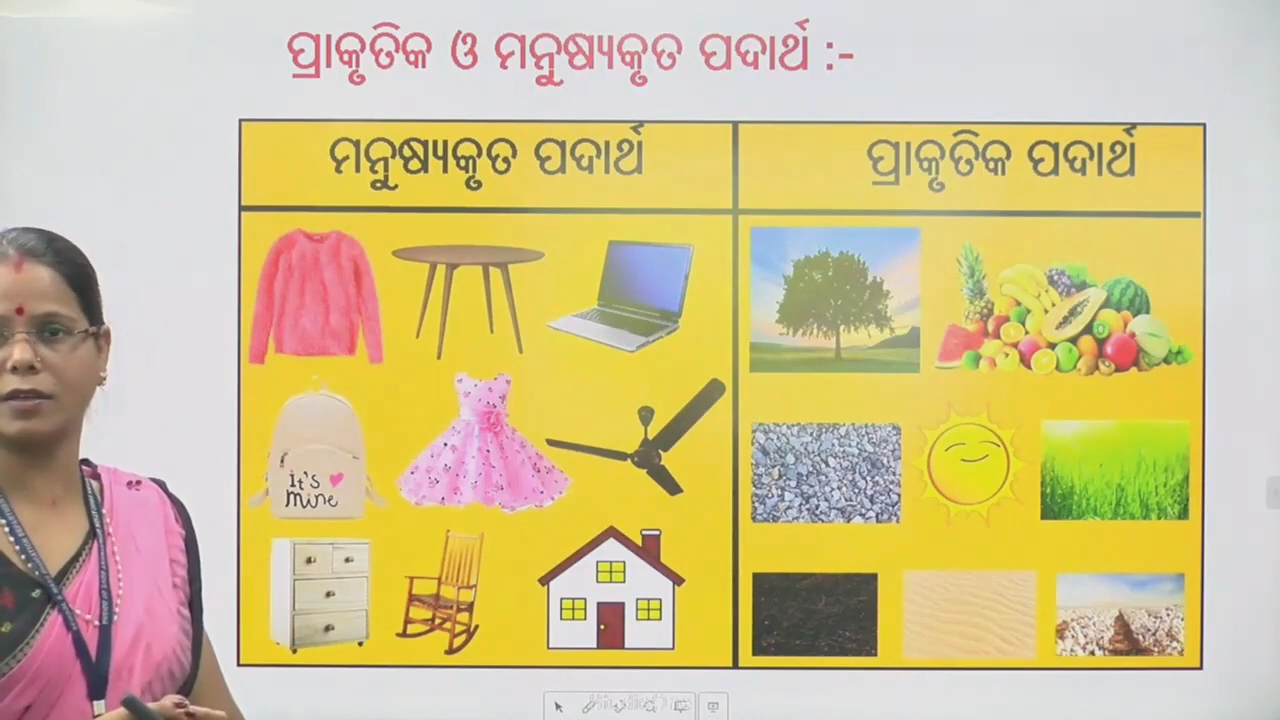 ପ୍ରାକୃତିକ ଓ ମନୁଷ୍ୟକୃତ ପଦାର୍ଥ :-
ମନୁଷ୍ୟକୃତ ପଦାର୍ଥ
ପ୍ରାକୃତିକ ପଦାର୍ଥ
It's
mine